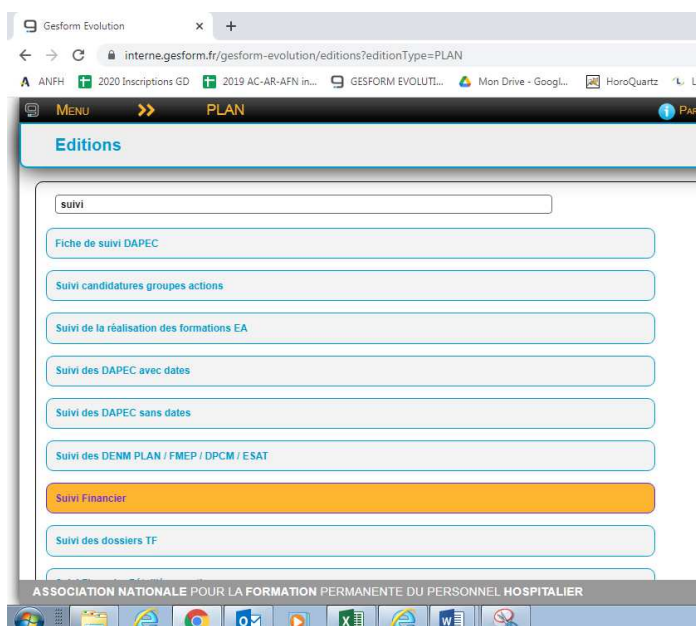 Gesform Evolution
interne.gesform.fr/gesform-evolution/editions?editionType=PLAN
ANFH 2020 Inscriptions GD 2019 AC-AR-AFN in... GESFORM EVOLUTI... Mon Drive - Googl... HoroQuartz
MENU >> PLAN PAR
Editions
suivi
Fiche de suivi DAPEC
Suivi candidatures groupes actions
Suivi de la réalisation des formations EA
Suivi des DAPEC avec dates
Suivi des DAPEC sans dates
Suivi des DENM PLAN / FMEP / DPCM / ESAT
Suivi Financier
Suivi des dossiers TF
ASSOCIATION NATIONALE POUR LA FORMATION PERMANENTE DU PERSONNEL HOSPITALIER